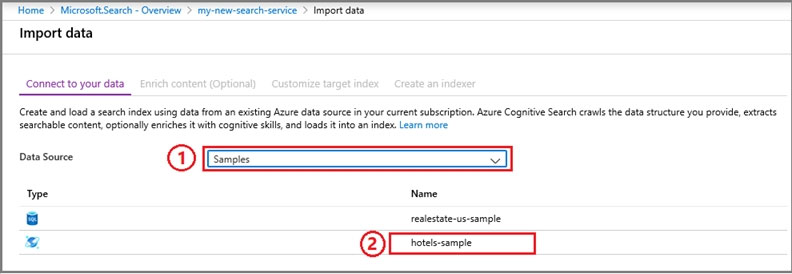 Home > Microsoft.Search - Overview > my-new-search-service > Import data
Import data
Connect to your data Enrich content (Optional) Customize target index Create an indexer
Create and load a search index using data from an existing Azure data source in your current subscription. Azure Cognitive Search crawls the data structure you provide, extracts
searchable content, optionally enriches it with cognitive skills, and loads it into an index. Learn more
Data Source 1 Samples
Type Name
SQL realestate-us-sample
2 hotels-sample